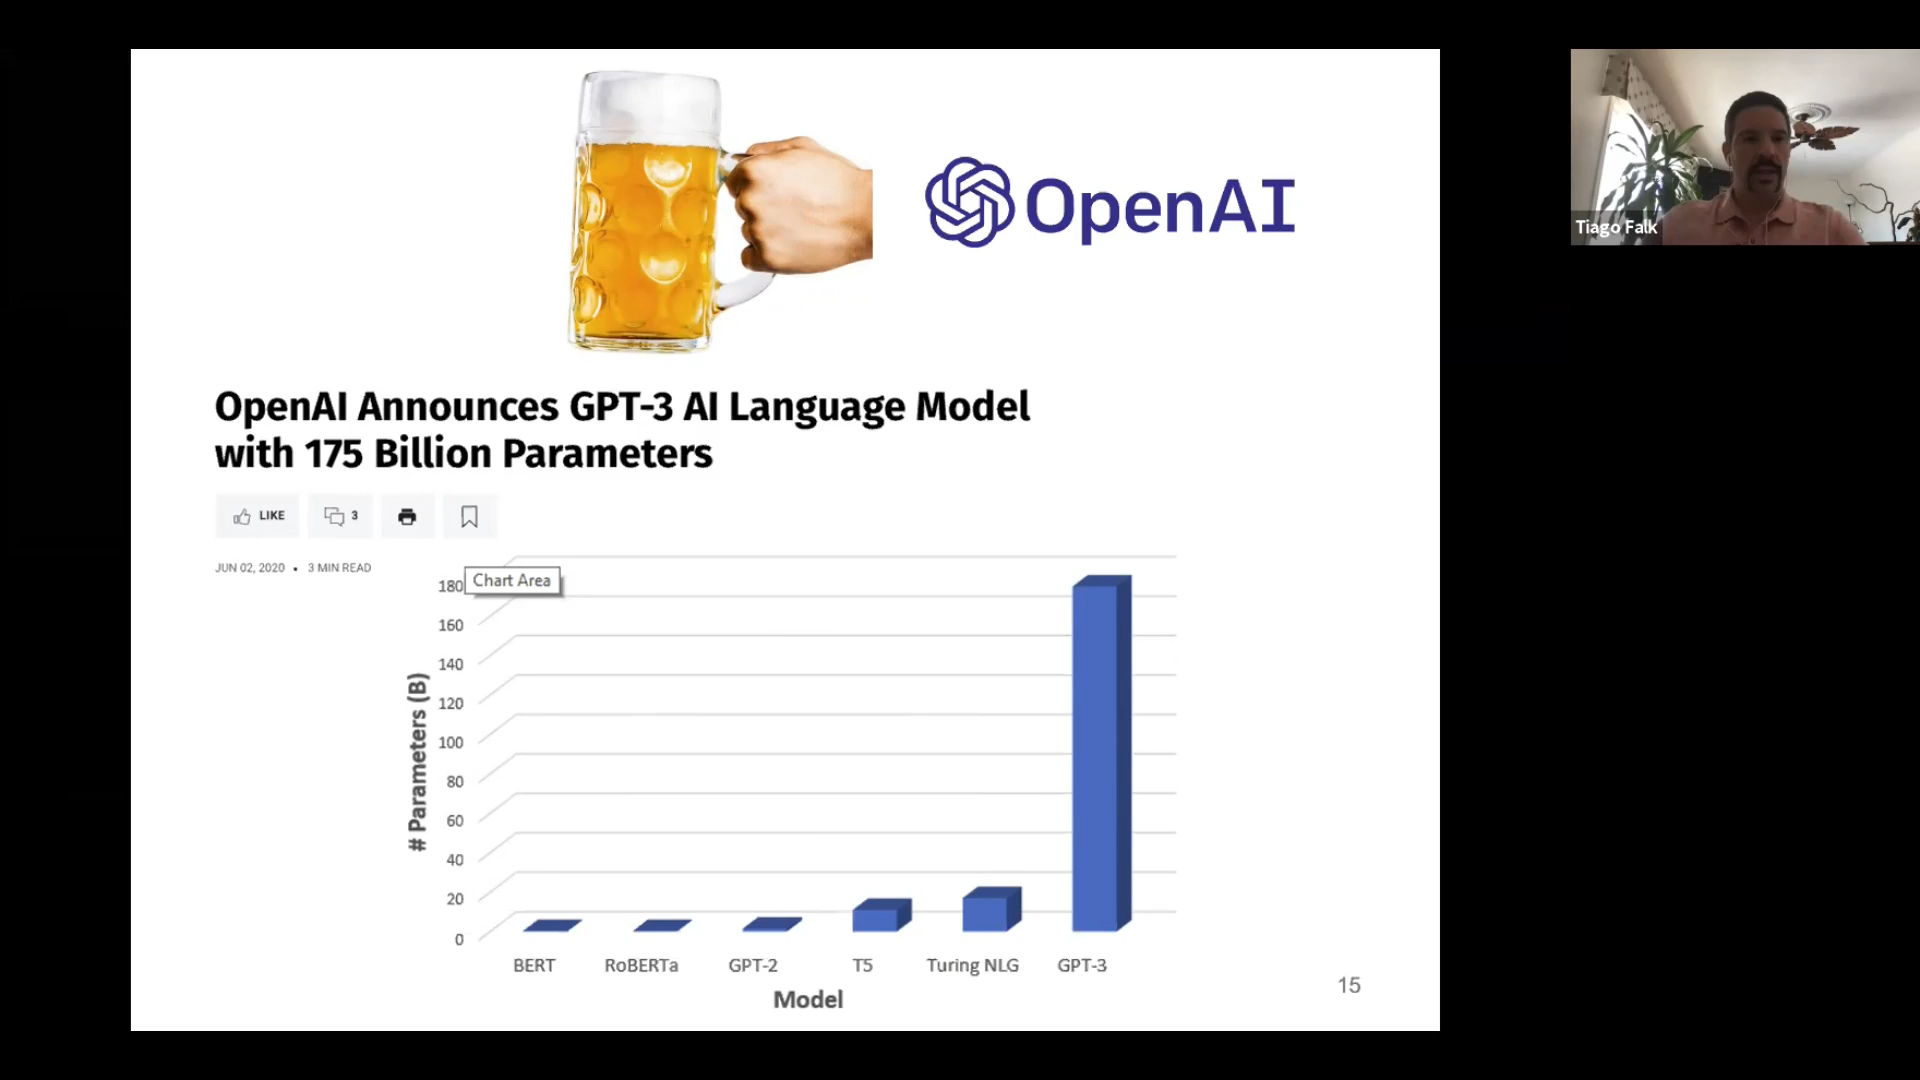 OpenAI
Tiago Falk
OpenAI Announces GPT-3 AI Language Model
with 175 Billion Parameters
LIKE
3
JUN 02, 2020 • 3 MIN READ
Chart Area
180
160
140
120
100
80
60
40
20
0
# Parameters (B)
BERT RoBERTa GPT-2 T5 Turing NLG GPT-3
Model
15